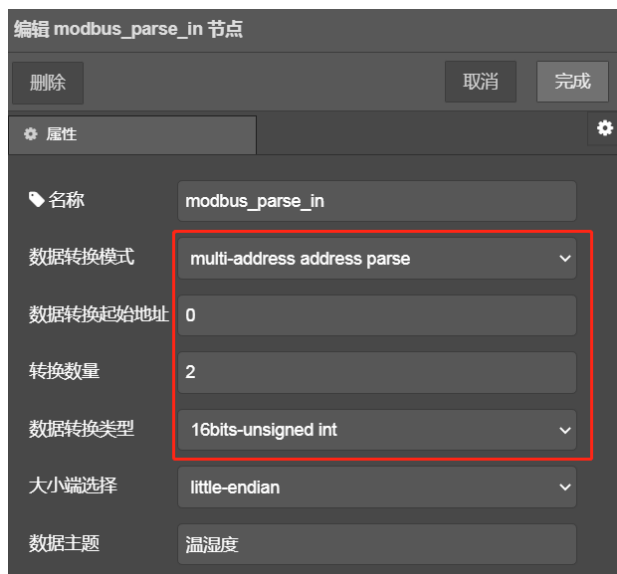 编辑 modbus_parse_in 节点
删除 取消 完成
属性
名称 modbus_parse_in
数据转换模式 multi-address address parse
数据转换起始地址 0
转换数量 2
数据转换类型 16bits-unsigned int
大小端选择 little-endian
数据主题 温湿度